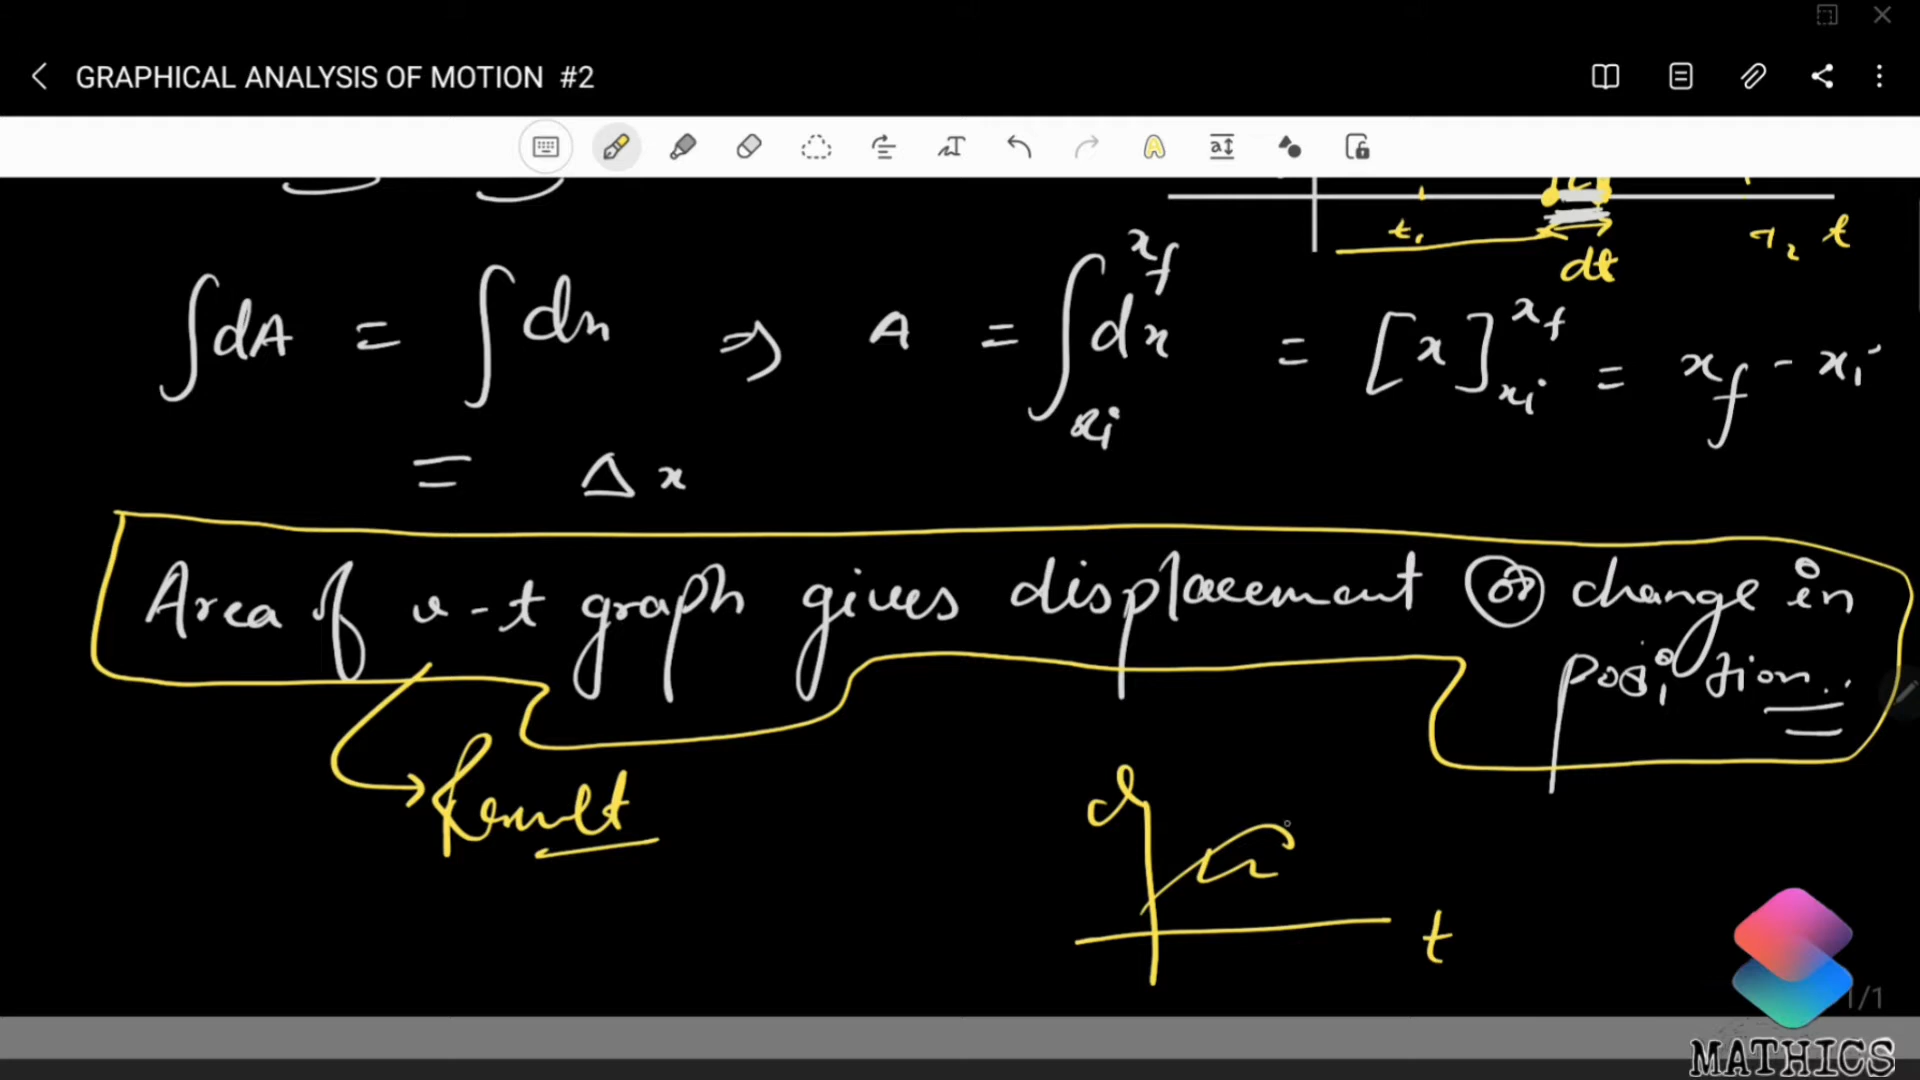 GRAPHICAL ANALYSIS OF MOTION #2
t₁ dt t₂ t
∫dA = ∫dx ⇒ A = ∫_{xi}^{xf} dx = [x]_{xi}^{xf} = xf - xi
= Δx
Area of v-t graph gives displacement or change in
position..
Result
t
1/1
MATHICS